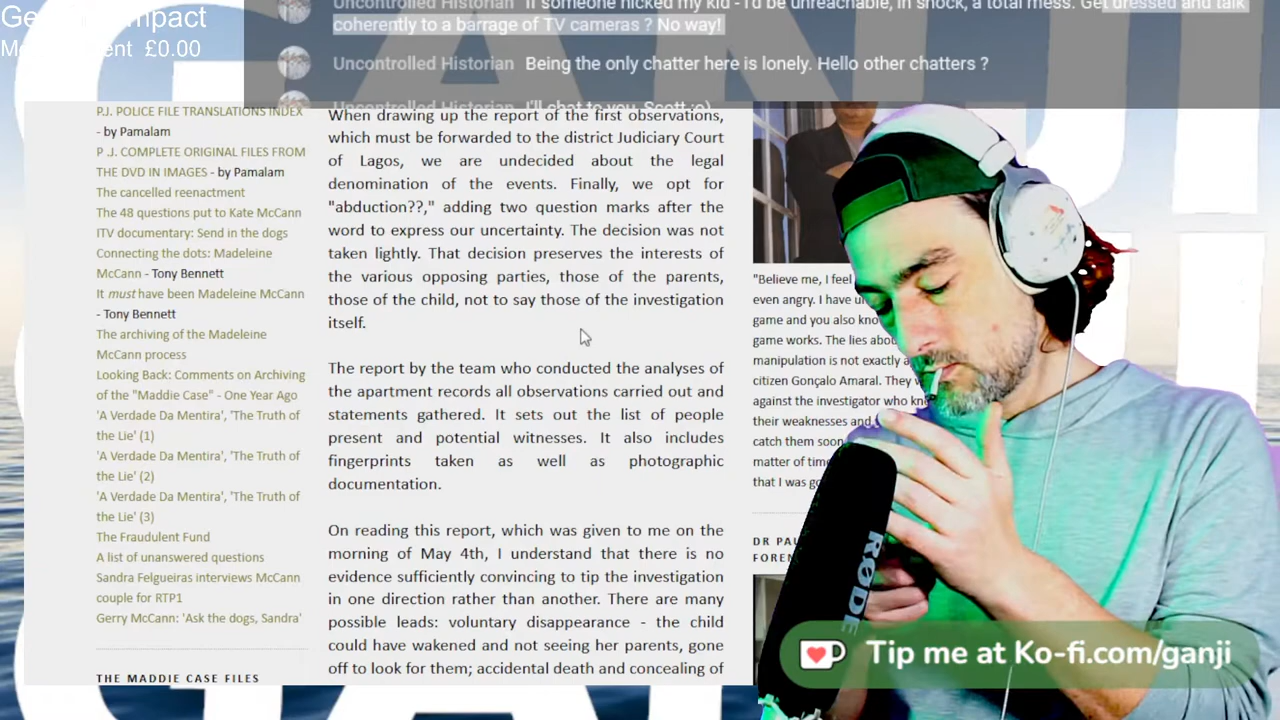 Ge
mpact
M
ent £0.00
Uncontrolled Historian If someone nicked my kid - I'd be unreachable, in shock, a total mess. Get dressed and talk
coherently to a barrage of TV cameras ? No way!
Uncontrolled Historian Being the only chatter here is lonely. Hello other chatters ?
Uncontrolled Historian I'll chat to you, Scott :o)
P.J. POLICE FILE TRANSLATIONS INDEX
- by Pamalam
P .J. COMPLETE ORIGINAL FILES FROM
THE DVD IN IMAGES - by Pamalam
The cancelled reenactment
The 48 questions put to Kate McCann
ITV documentary: Send in the dogs
Connecting the dots: Madeleine
McCann - Tony Bennett
It must have been Madeleine McCann
- Tony Bennett
The archiving of the Madeleine
McCann process
Looking Back: Comments on Archiving
of the "Maddie Case" - One Year Ago
'A Verdade Da Mentira', 'The Truth of
the Lie' (1)
'A Verdade Da Mentira', 'The Truth of
the Lie' (2)
'A Verdade Da Mentira', 'The Truth of
the Lie' (3)
The Fraudulent Fund
A list of unanswered questions
Sandra Felgueiras interviews McCann
couple for RTP1
Gerry McCann: 'Ask the dogs, Sandra'
THE MADDIE CASE FILES
When drawing up the report of the first observations,
which must be forwarded to the district Judiciary Court
of Lagos, we are undecided about the legal
denomination of the events. Finally, we opt for
"abduction??," adding two question marks after the
word to express our uncertainty. The decision was not
taken lightly. That decision preserves the interests of
the various opposing parties, those of the parents,
those of the child, not to say those of the investigation
itself.
The report by the team who conducted the analyses of
the apartment records all observations carried out and
statements gathered. It sets out the list of people
present and potential witnesses. It also includes
fingerprints taken as well as photographic
documentation.
On reading this report, which was given to me on the
morning of May 4th, I understand that there is no
evidence sufficiently convincing to tip the investigation
in one direction rather than another. There are many
possible leads: voluntary disappearance - the child
could have wakened and not seeing her parents, gone
off to look for them; accidental death and concealing of
"Believe me, I feel
even angry. I have
game and you also
game works. The lies
manipulation is not exactly
citizen Gonçalo Amaral. They
against the investigator who
their weaknesses and
catch them soon
matter of
that I was
DR
RØDE
Tip me at Ko-fi.com/ganji